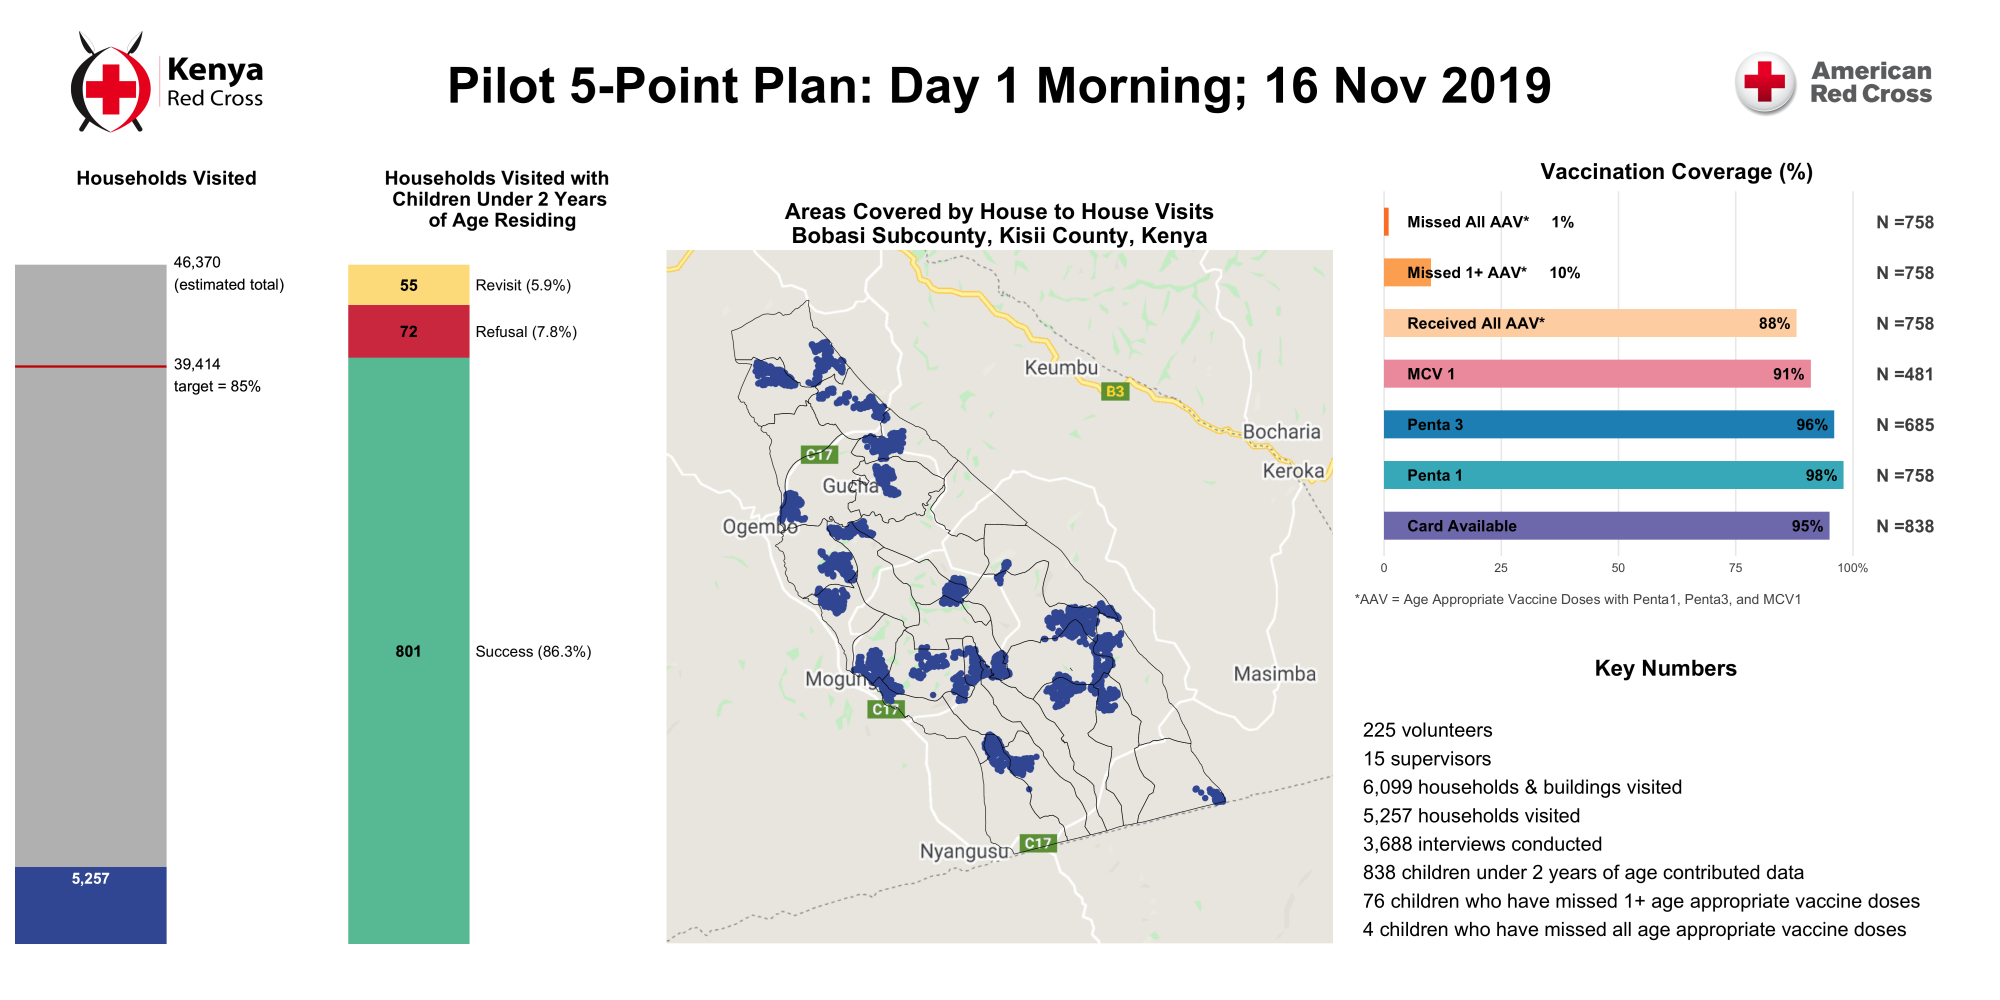 Kenya
Red Cross
Pilot 5-Point Plan: Day 1 Morning; 16 Nov 2019
American
Red Cross
Households Visited
46,370
(estimated total)
39,414
target = 85%
5,257
Households Visited with
Children Under 2 Years
of Age Residing
55 Revisit (5.9%)
72 Refusal (7.8%)
801 Success (86.3%)
Areas Covered by House to House Visits
Bobasi Subcounty, Kisii County, Kenya
Keumbu
B3
Bocharia
C17
Keroka
Gucha
Ogembo
Masimba
Mogung
C17
C17
Nyangusu
Vaccination Coverage (%)
Missed All AAV* 1% N =758
Missed 1+ AAV* 10% N =758
Received All AAV* 88% N =758
MCV 1 91% N =481
Penta 3 96% N =685
Penta 1 98% N =758
Card Available 95% N =838
0 25 50 75 100%
*AAV = Age Appropriate Vaccine Doses with Penta1, Penta3, and MCV1
Key Numbers
225 volunteers
15 supervisors
6,099 households & buildings visited
5,257 households visited
3,688 interviews conducted
838 children under 2 years of age contributed data
76 children who have missed 1+ age appropriate vaccine doses
4 children who have missed all age appropriate vaccine doses